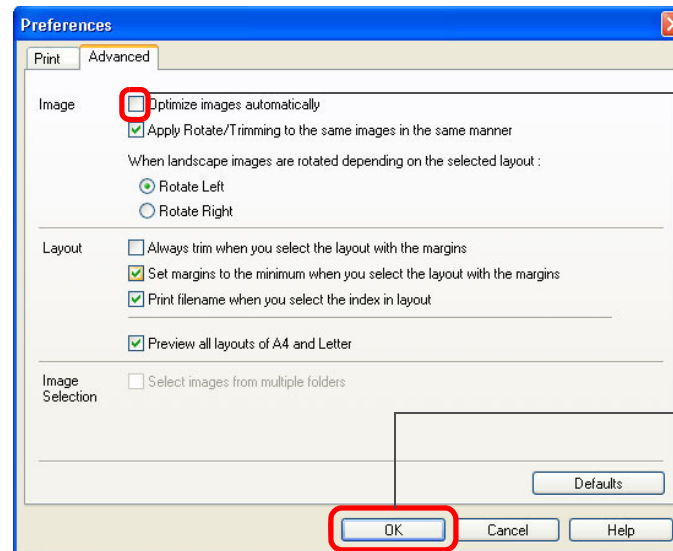 Preferences
Print Advanced
Image Optimize images automatically
Apply Rotate/Trimming to the same images in the same manner
When landscape images are rotated depending on the selected layout :
Rotate Left
Rotate Right
Layout Always trim when you select the layout with the margins
Set margins to the minimum when you select the layout with the margins
Print filename when you select the index in layout
Preview all layouts of A4 and Letter
Image Selection Select images from multiple folders
Defaults
OK Cancel Help